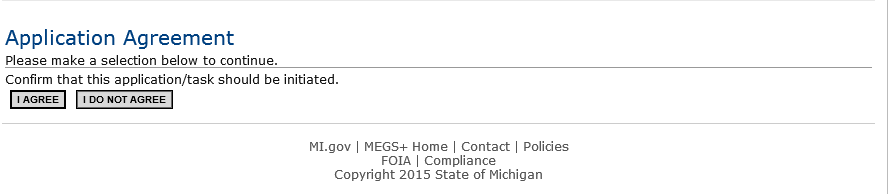 Application Agreement
Please make a selection below to continue.
Confirm that this application/task should be initiated.
I AGREE I DO NOT AGREE
MI.gov | MEGS+ Home | Contact | Policies
FOIA | Compliance
Copyright 2015 State of Michigan